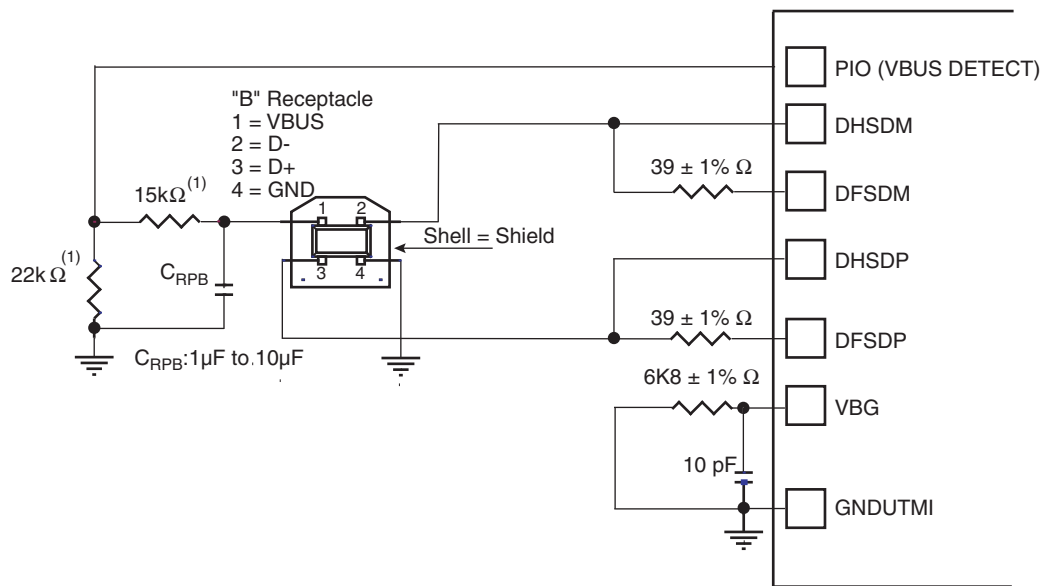 PIO (VBUS DETECT)
"B" Receptacle
1 = VBUS
2 = D-
3 = D+
4 = GND
DHSDM
39 ± 1% Ω
DFSDM
15kΩ(1)
1
2
Shell = Shield
DHSDP
22k Ω(1)
CRPB
3
4
39 ± 1% Ω
DFSDP
CRPB:1µF to 10µF
6K8 ± 1% Ω
VBG
10 pF
GNDUTMI